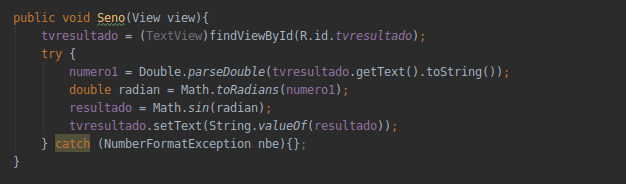 public void Seno(View view){
    tvresultado = (TextView)findViewById(R.id.tvresultado);
    try {
        numero1 = Double.parseDouble(tvresultado.getText().toString());
        double radian = Math.toRadians(numero1);
        resultado = Math.sin(radian);
        tvresultado.setText(String.valueOf(resultado));
    } catch (NumberFormatException nbe){};
}